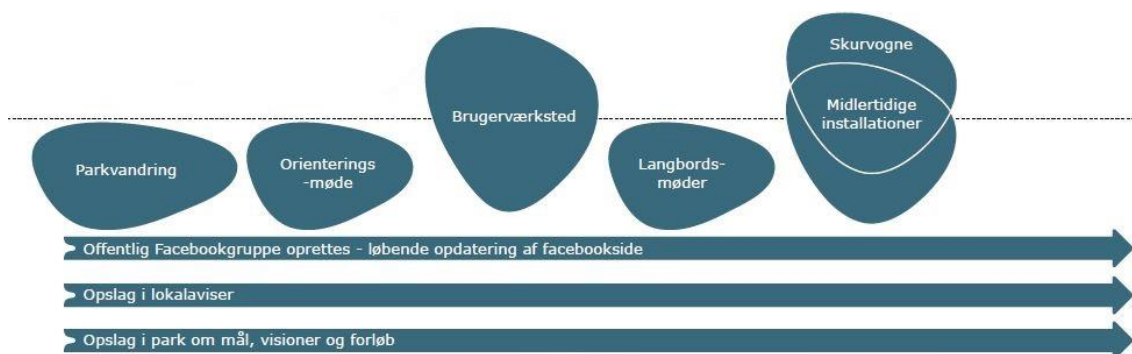 Parkvandring
Orienterings
-møde
Brugerværksted
Langbords-
møder
Skurvogne
Midlertidige
installationer
Offentlig Facebookgruppe oprettes - løbende opdatering af facebookside
Opslag i lokalaviser
Opslag i park om mål, visioner og forløb